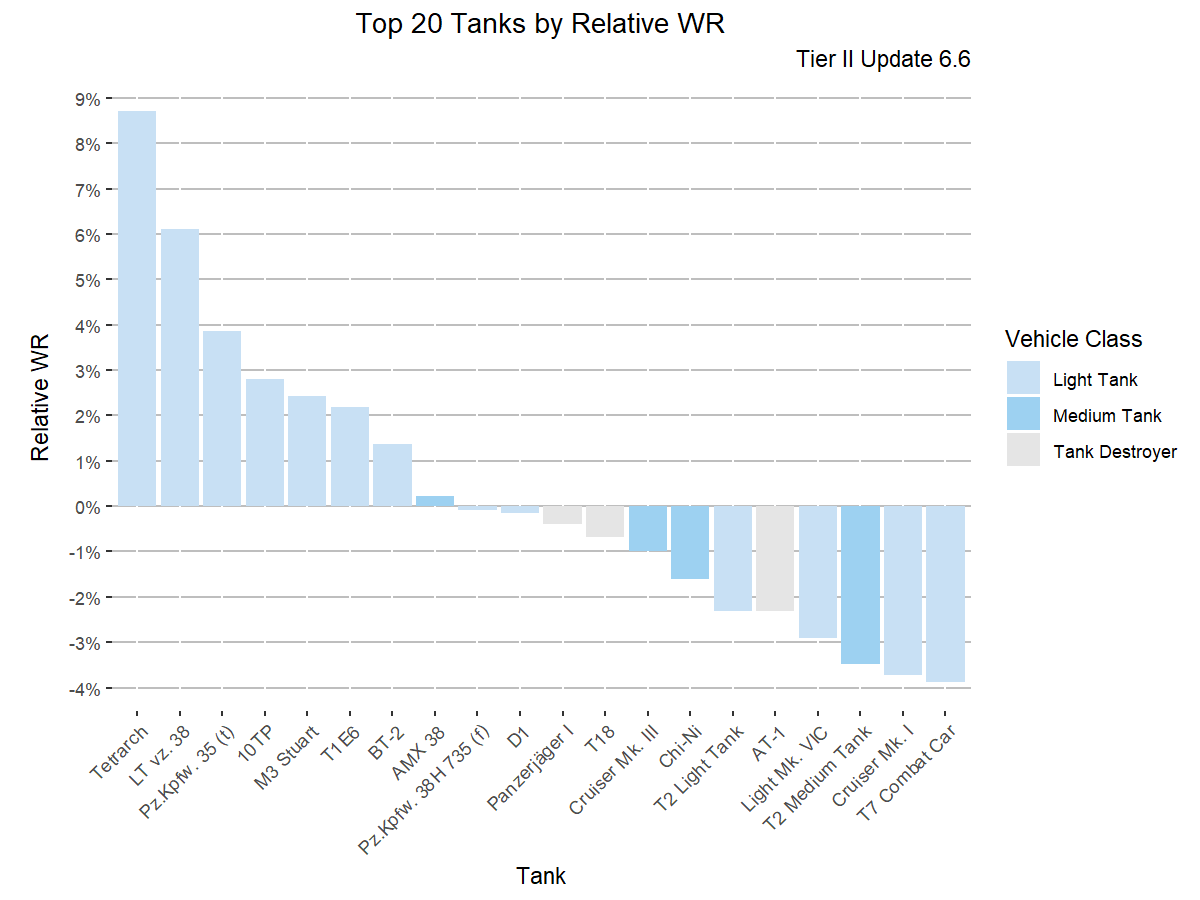 Top 20 Tanks by Relative WR
Tier II Update 6.6
9%
8%
7%
6%
5%
4%
3%
2%
1%
0%
-1%
-2%
-3%
-4%
Relative WR
Tetrarch
LT vz. 38
Pz.Kpfw. 35 (t)
10TP
M3 Stuart
T1E6
BT-2
AMX 38
Pz.Kpfw. 38H 735 (f)
D1
Panzerjäger I
T18
Cruiser Mk. III
Chi-Ni
T2 Light Tank
AT-1
Light Mk. VIC
T2 Medium Tank
Cruiser Mk. I
T7 Combat Car
Tank
Vehicle Class
Light Tank
Medium Tank
Tank Destroyer